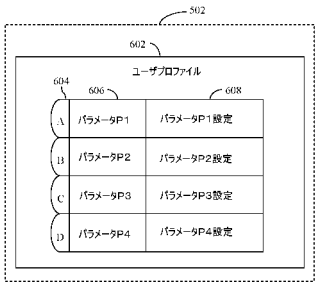 502
602
ユーザプロファイル
604 606 608
A パラメータP1 パラメータP1設定
B パラメータP2 パラメータP2設定
C パラメータP3 パラメータP3設定
D パラメータP4 パラメータP4設定